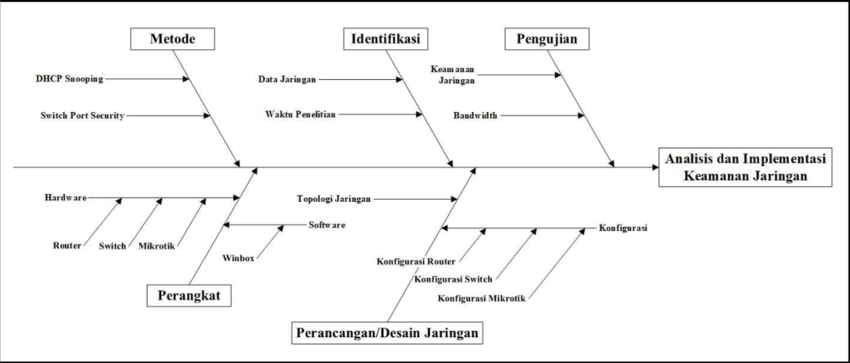 Metode
Identifikasi
Pengujian
DHCP Snooping
Data Jaringan
Keamanan
Jaringan
Switch Port Security
Waktu Penelitian
Bandwidth
Analisis dan Implementasi
Keamanan Jaringan
Hardware
Topologi Jaringan
Software
Konfigurasi
Router
Switch
Mikrotik
Winbox
Konfigurasi Router
Konfigurasi Switch
Konfigurasi Mikrotik
Perangkat
Perancangan/Desain Jaringan